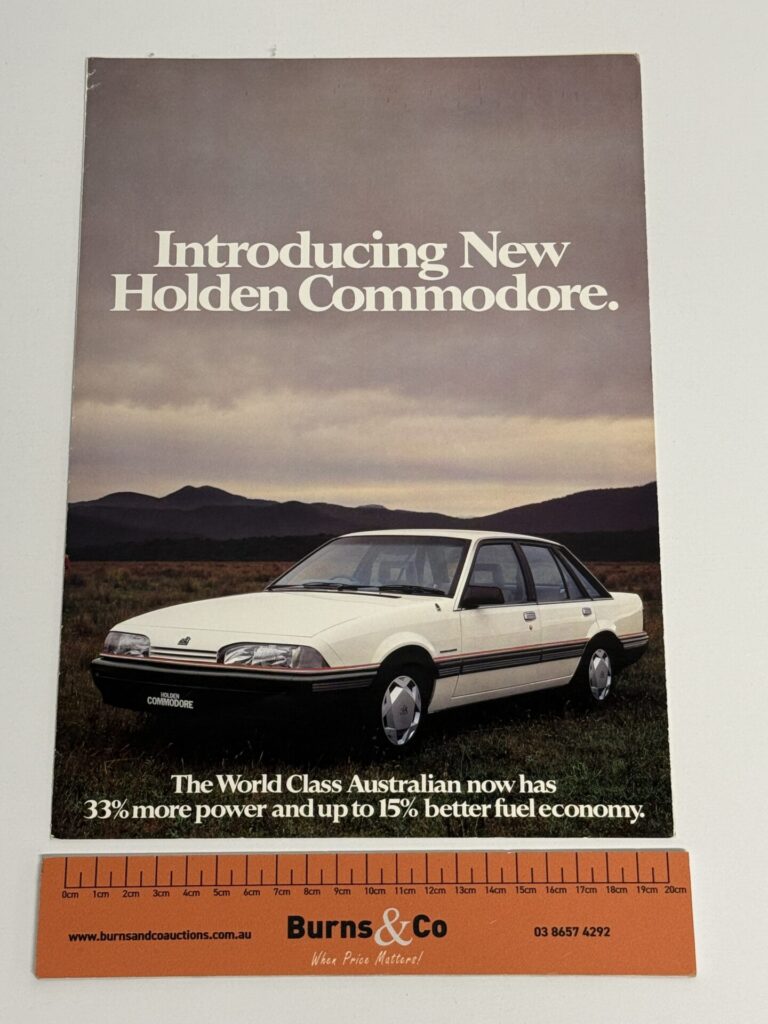 Introducing New
Holden Commodore.
HOLDEN
COMMODORE
The World Class Australian now has
33% more power and up to 15% better fuel economy.
0cm 1cm 2cm 3cm 4cm 5cm 6cm 7cm 8cm 9cm 10cm 11cm 12cm 13cm 14cm 15cm 16cm 17cm 18cm 19cm 20cm
www.burnsandcoauctions.com.au Burns&Co 03 8657 4292
When Price Matters!